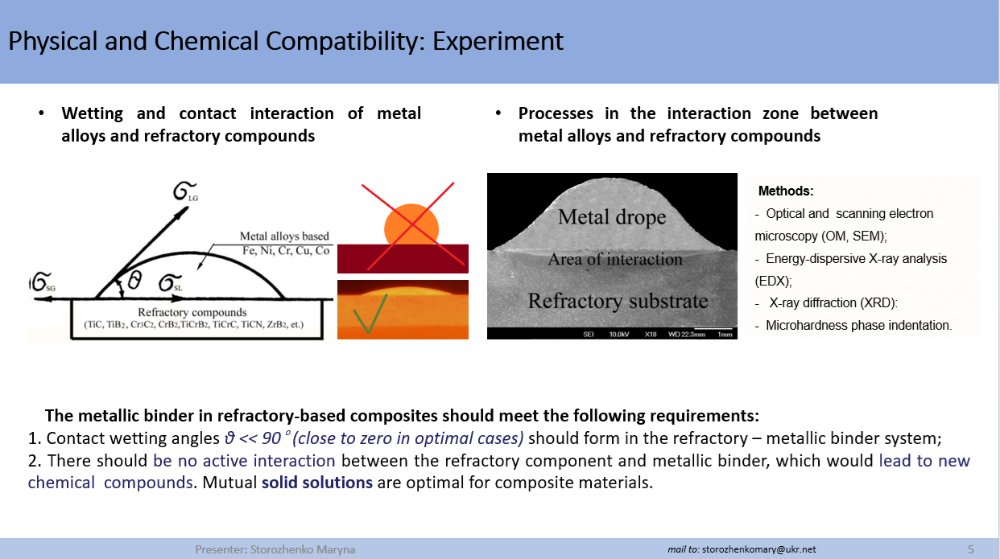 Physical and Chemical Compatibility: Experiment
• Wetting and contact interaction of metal
alloys and refractory compounds
σLG
Metal alloys based
Fe, Ni, Cr, Cu, Co
σSG
θ
σSL
Refractory compounds
(TiC, TiB2, Cr3C2, CrB2,TiCrB2, TiCrC, TiCN, ZrB2, et.)
• Processes in the interaction zone between
metal alloys and refractory compounds
Metal drope
Area of interaction
Refractory substrate
SEI 10.0kV X18 WD 22.3mm 1mm
Methods:
- Optical and scanning electron
microscopy (OM, SEM);
- Energy-dispersive X-ray analysis
(EDX);
- X-ray diffraction (XRD):
- Microhardness phase indentation.
The metallic binder in refractory-based composites should meet the following requirements:
1. Contact wetting angles ϑ << 90 ° (close to zero in optimal cases) should form in the refractory – metallic binder system;
2. There should be no active interaction between the refractory component and metallic binder, which would lead to new
chemical compounds. Mutual solid solutions are optimal for composite materials.
Presenter: Storozhenko Maryna
mail to: storozhenkomary@ukr.net
5